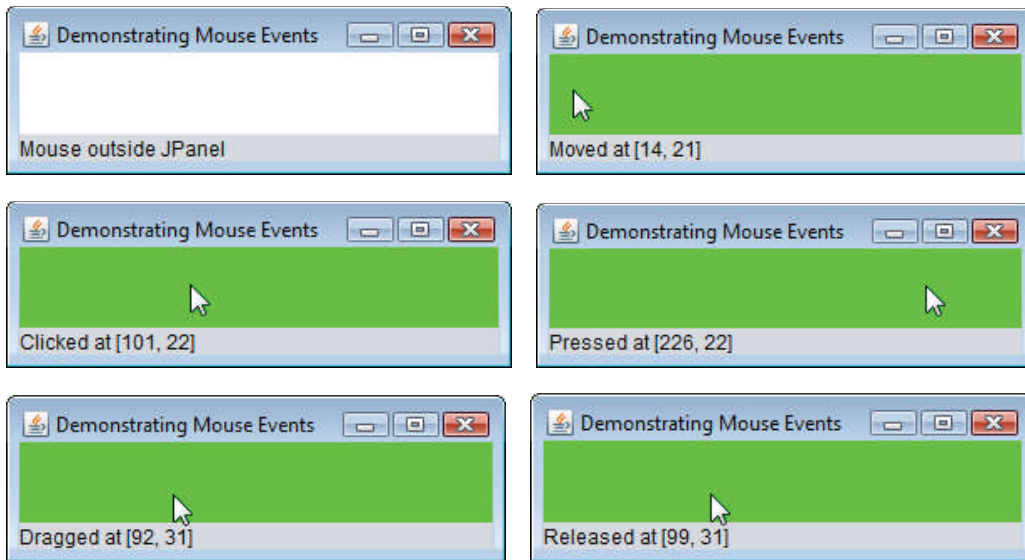 Demonstrating Mouse Events
Mouse outside JPanel
Demonstrating Mouse Events
Moved at [14, 21]
Demonstrating Mouse Events
Clicked at [101, 22]
Demonstrating Mouse Events
Pressed at [226, 22]
Demonstrating Mouse Events
Dragged at [92, 31]
Demonstrating Mouse Events
Released at [99, 31]